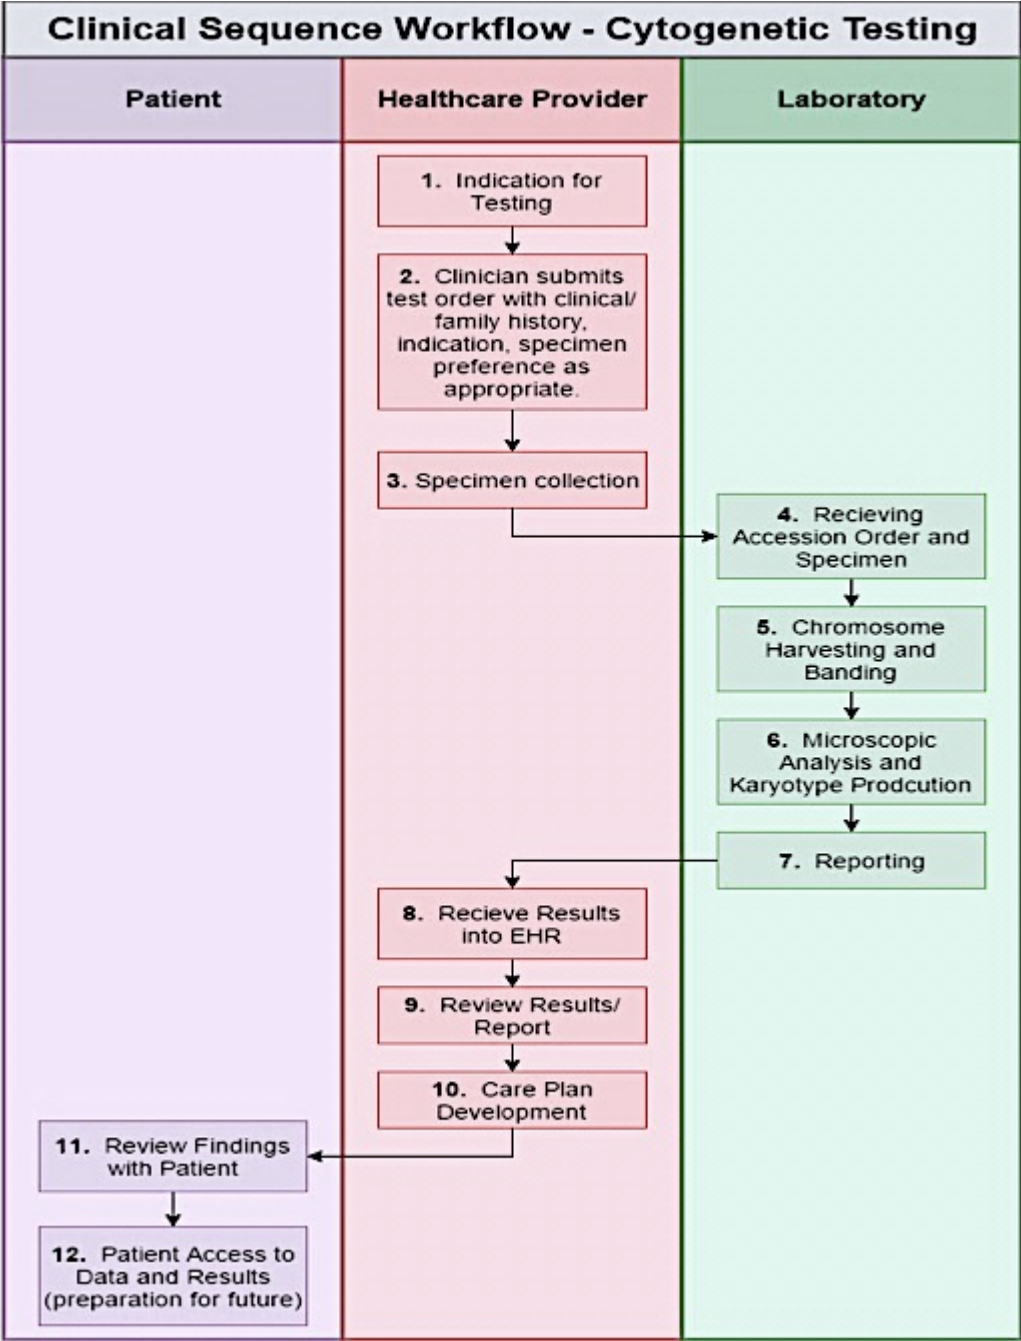 Clinical Sequence Workflow - Cytogenetic Testing
Patient
Healthcare Provider
Laboratory
1. Indication for
Testing
2. Clinician submits
test order with clinical/
family history,
indication, specimen
preference as
appropriate.
3. Specimen collection
4. Recieving
Accession Order and
Specimen
5. Chromosome
Harvesting and
Banding
6. Microscopic
Analysis and
Karyotype Prodcution
7. Reporting
8. Recieve Results
into EHR
9. Review Results/
Report
10. Care Plan
Development
11. Review Findings
with Patient
12. Patient Access to
Data and Results
(preparation for future)